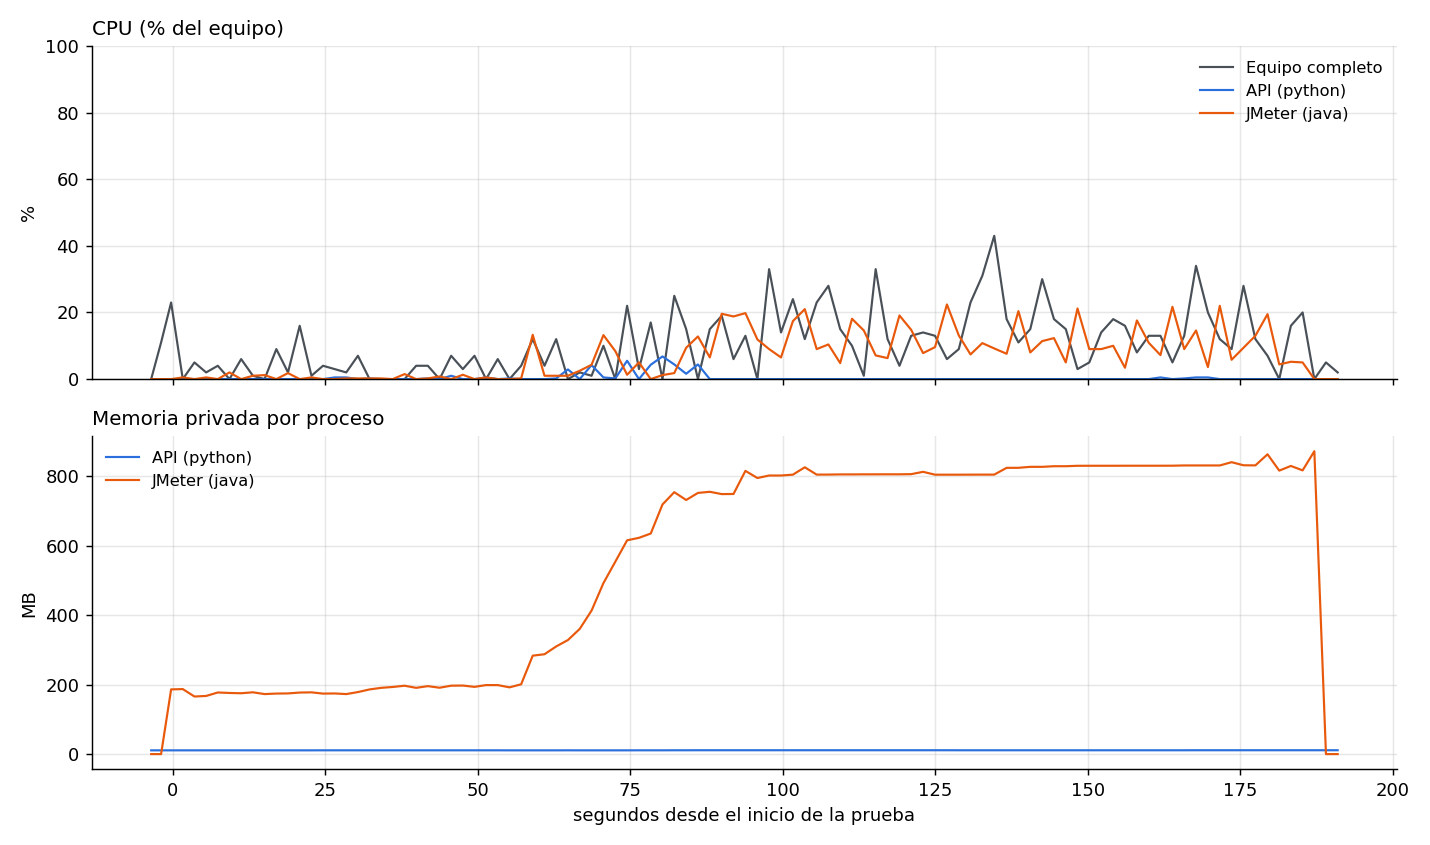 CPU (% del equipo)
100
80
60
40
20
0
%
Equipo completo
API (python)
JMeter (java)
Memoria privada por proceso
800
600
400
200
0
MB
API (python)
JMeter (java)
0 25 50 75 100 125 150 175 200
segundos desde el inicio de la prueba